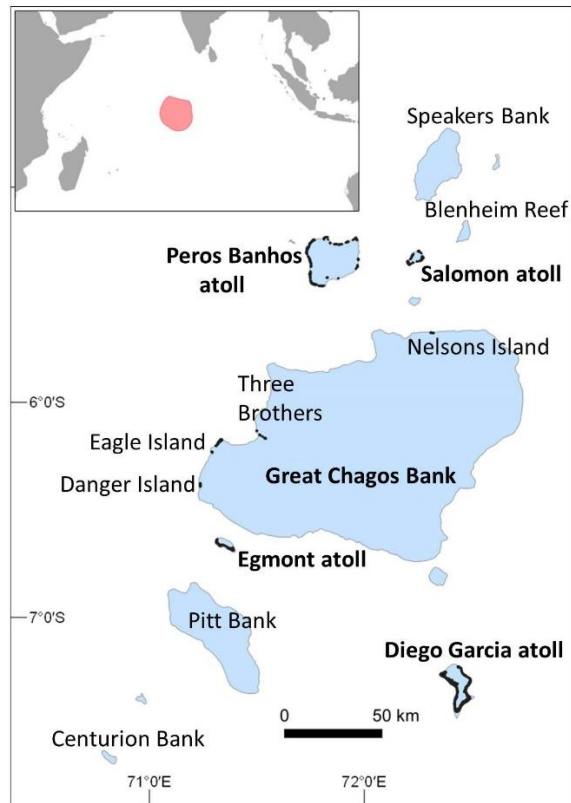 Speakers Bank
Blenheim Reef
Peros Banhos
atoll
Salomon atoll
Nelsons Island
Three
Brothers
6°0'S
Eagle Island
Danger Island
Great Chagos Bank
Egmont atoll
7°0'S
Pitt Bank
Diego Garcia atoll
0 50 km
Centurion Bank
71°0'E 72°0'E